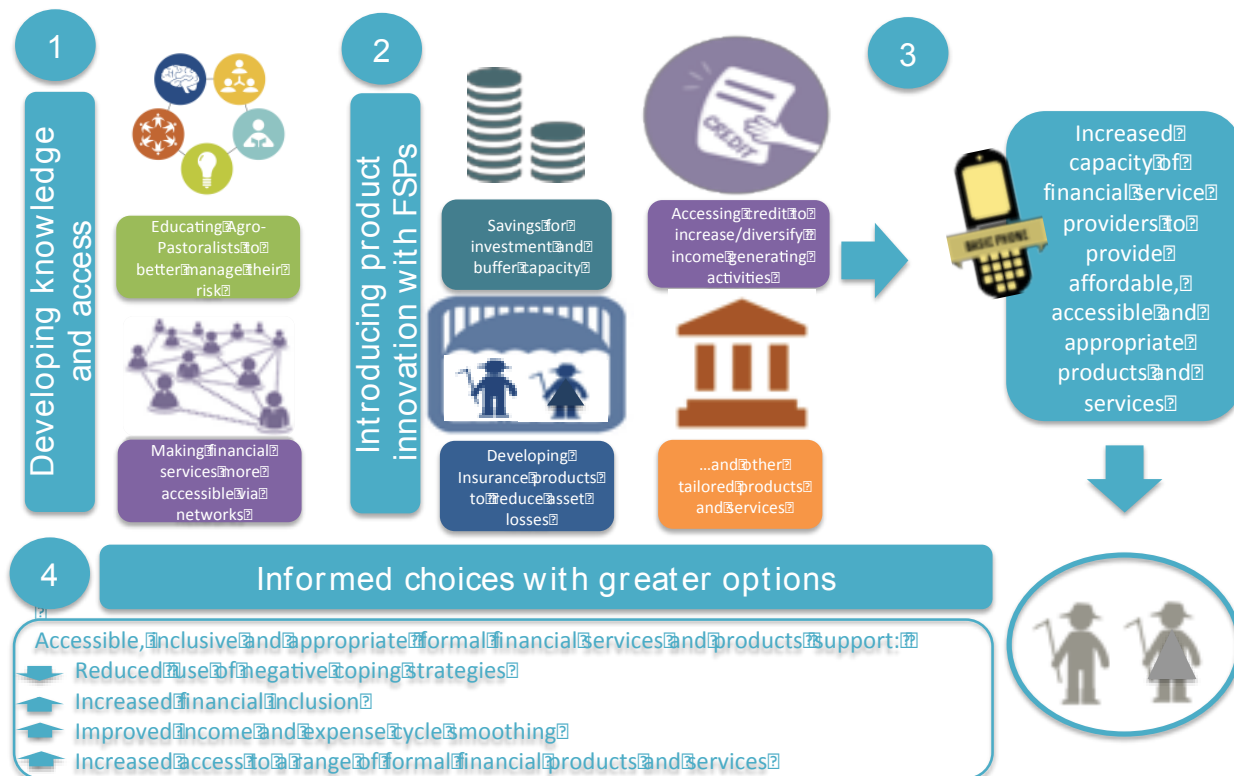 1
Developing knowledge
and access
Educating Agro-
Pastoralists to
better manage their
risk
Making financial
services more
accessible via
networks
2
Introducing product
innovation with FSPs
Savings for
investment and
buffer capacity
CREDIT
Accessing credit to
increase/diversify
income generating
activities
Developing
Insurance products
to reduce asset
losses
...and other
tailored products
and services
3
BASIC PHONE
Increased
capacity of
financial service
providers to
provide
affordable,
accessible and
appropriate
products and
services
4
Informed choices with greater options
Accessible, inclusive and appropriate formal financial services and products support:
Reduced use of negative coping strategies
Increased financial inclusion
Improved income and expense cycle smoothing
Increased access to a range of formal financial products and services